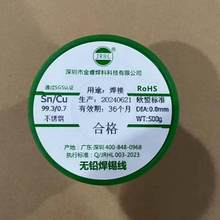 JRHL
深圳市金睿焊料科技有限公司
通过SGS认证
用途：焊接
RoHS
Sn/Cu
生产：20240621
欧盟标准
99.3/0.7
有效期：36个月
DIA:0.8mm
不锈钢
WT:500g
合格
产地：广东·深圳 400-848-0968
执行标准：Q/JRHL 003-2023
无铅焊锡线